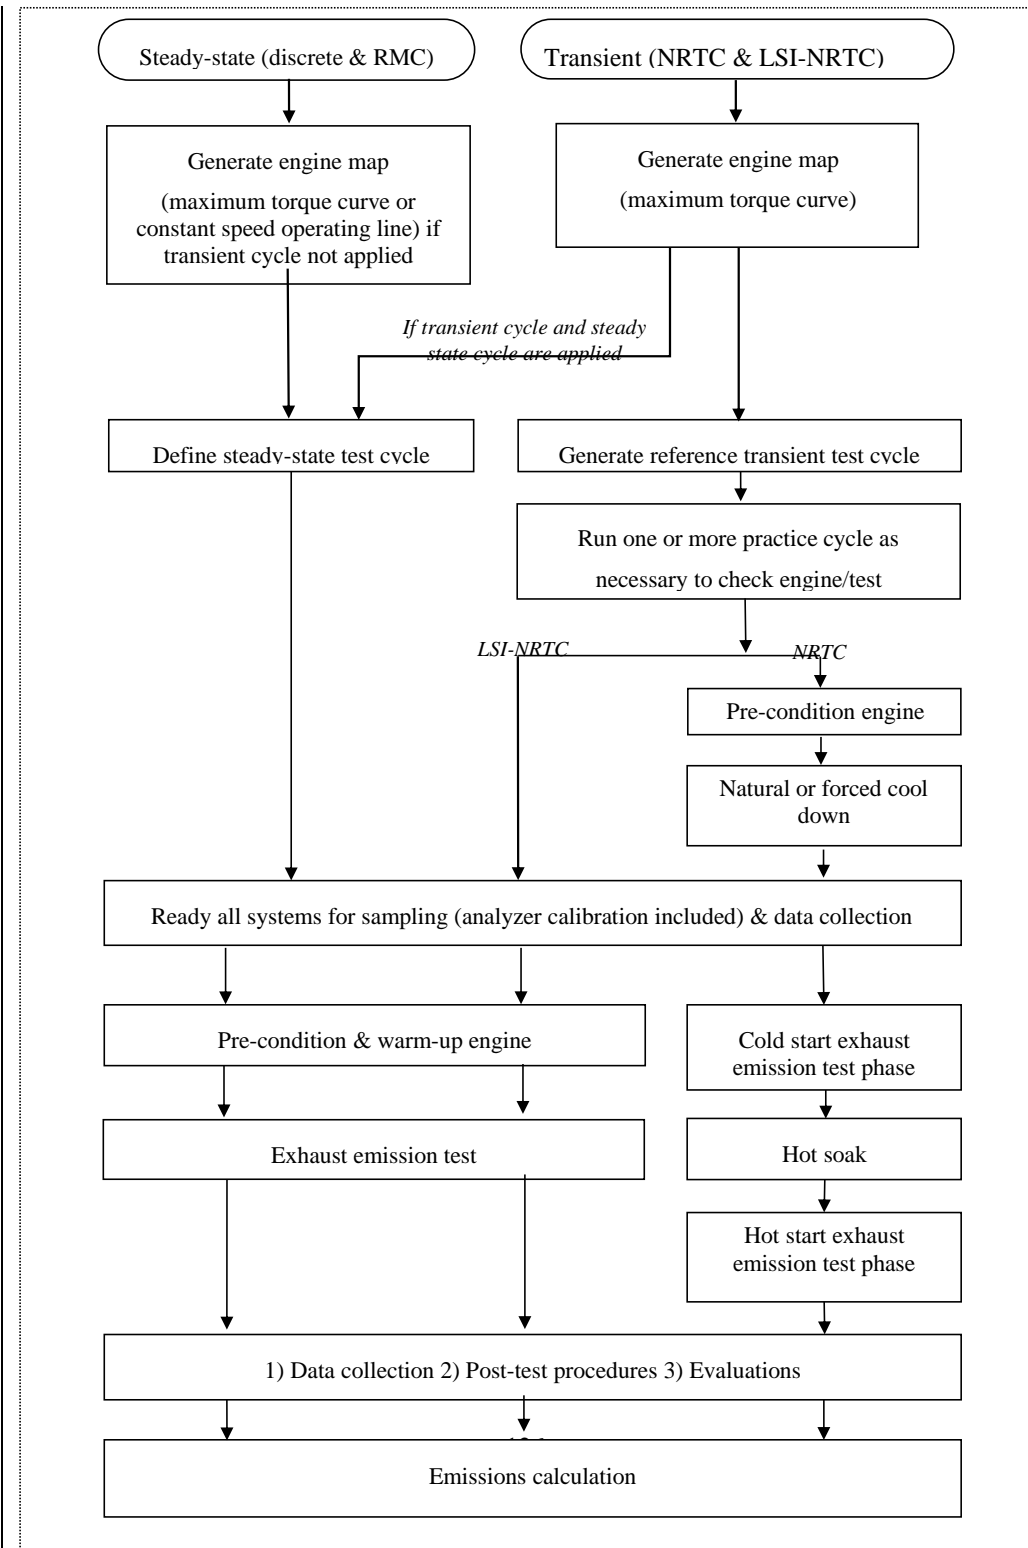 Steady-state (discrete & RMC)
Transient (NRTC & LSI-NRTC)
Generate engine map
(maximum torque curve or
constant speed operating line) if
transient cycle not applied
Generate engine map
(maximum torque curve)
If transient cycle and steady
state cycle are applied
Define steady-state test cycle
Generate reference transient test cycle
Run one or more practice cycle as
necessary to check engine/test
LSI-NRTC
NRTC
Pre-condition engine
Natural or forced cool
down
Ready all systems for sampling (analyzer calibration included) & data collection
Pre-condition & warm-up engine
Cold start exhaust
emission test phase
Exhaust emission test
Hot soak
Hot start exhaust
emission test phase
1) Data collection 2) Post-test procedures 3) Evaluations
Emissions calculation